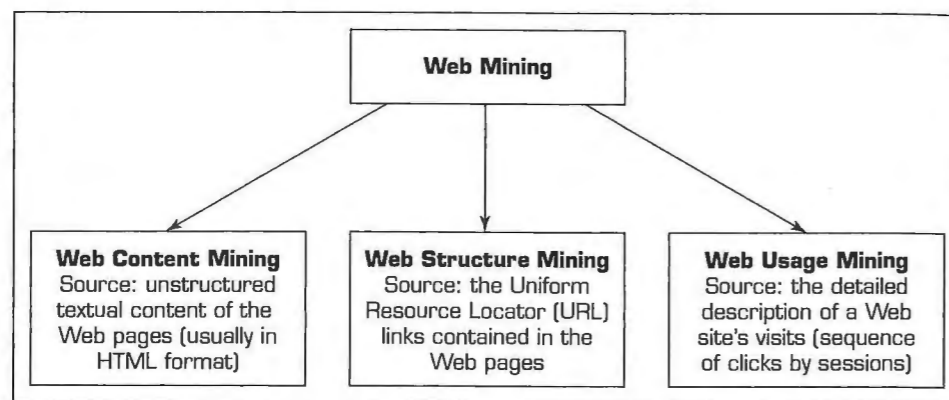 Web Mining
Web Content Mining
Source: unstructured
textual content of the
Web pages (usually in
HTML format)
Web Structure Mining
Source: the Uniform
Resource Locator (URL)
links contained in the
Web pages
Web Usage Mining
Source: the detailed
description of a Web
site's visits (sequence
of clicks by sessions)